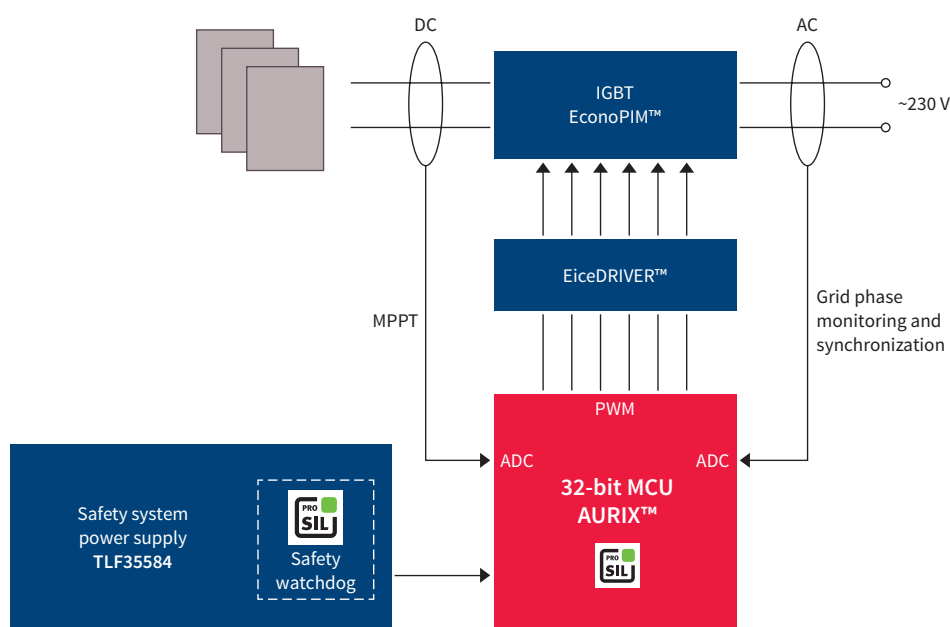 DC
AC
IGBT
EconoPIM™
~230 V
EiceDRIVER™
MPPT
Grid phase
monitoring and
synchronization
PWM
ADC
ADC
32-bit MCU
AURIX™
PRO
SIL
Safety system
power supply
TLF35584
PRO
SIL
Safety
watchdog